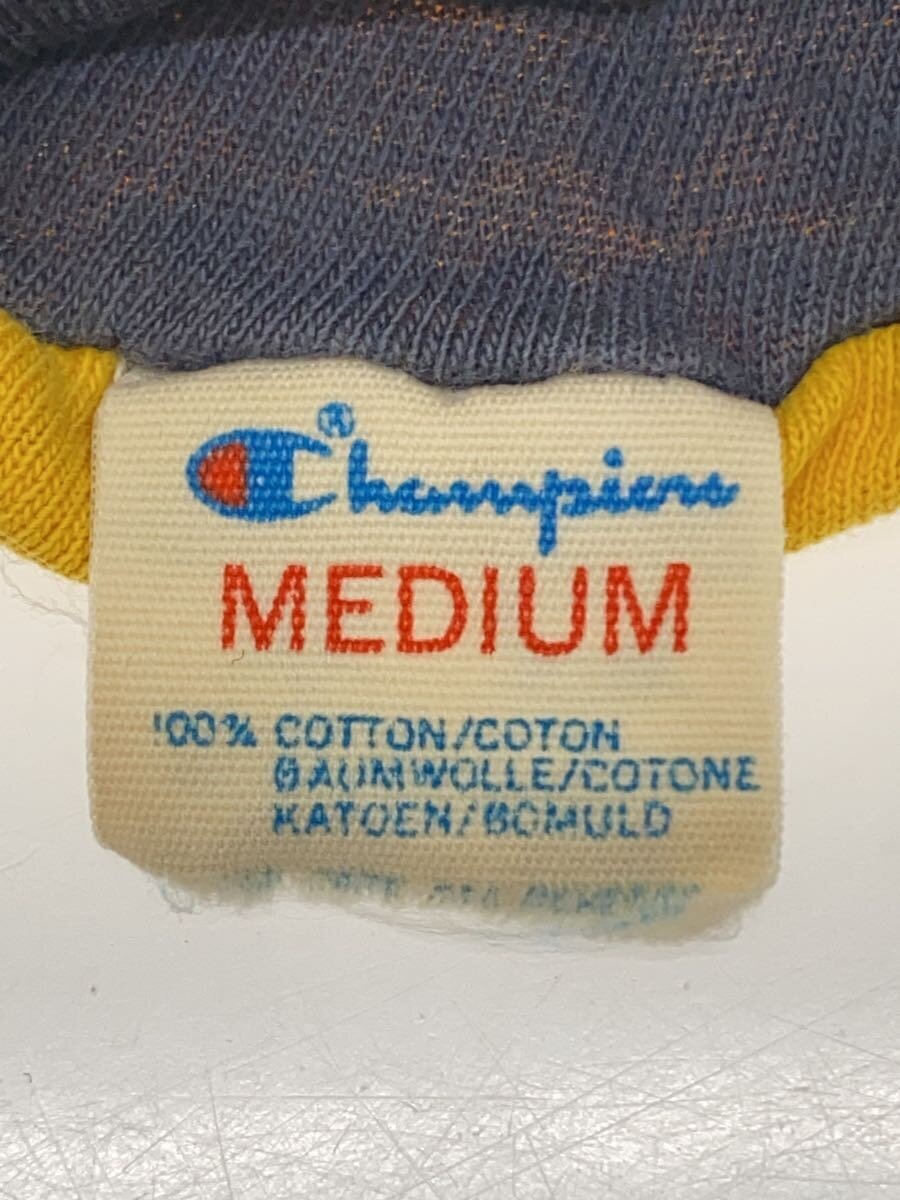 Champion®
MEDIUM
100% COTTON/COTON
BAUMWOLLE/COTONE
KATOEN/BOMULD